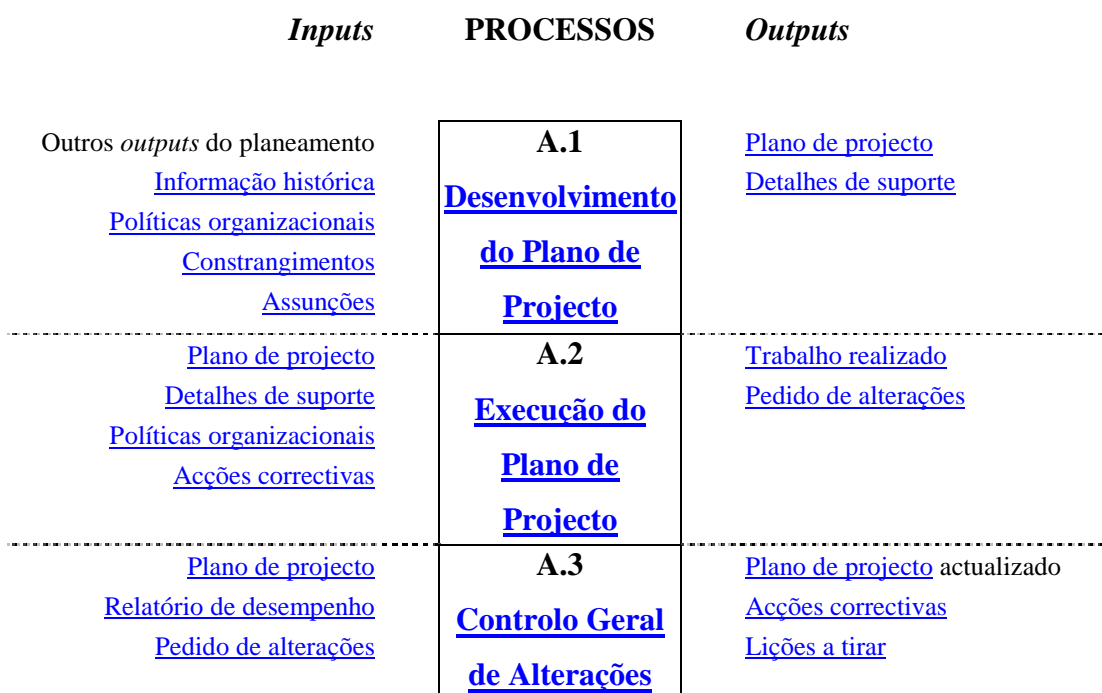 Inputs PROCESSOS Outputs
Outros outputs do planeamento
Informação histórica
Políticas organizacionais
Constrangimentos
Assunções
A.1
Desenvolvimento
do Plano de
Projecto
Plano de projecto
Detalhes de suporte
Plano de projecto
Detalhes de suporte
Políticas organizacionais
Acções correctivas
A.2
Execução do
Plano de
Projecto
Trabalho realizado
Pedido de alterações
Plano de projecto
Relatório de desempenho
Pedido de alterações
A.3
Controlo Geral
de Alterações
Plano de projecto actualizado
Acções correctivas
Lições a tirar